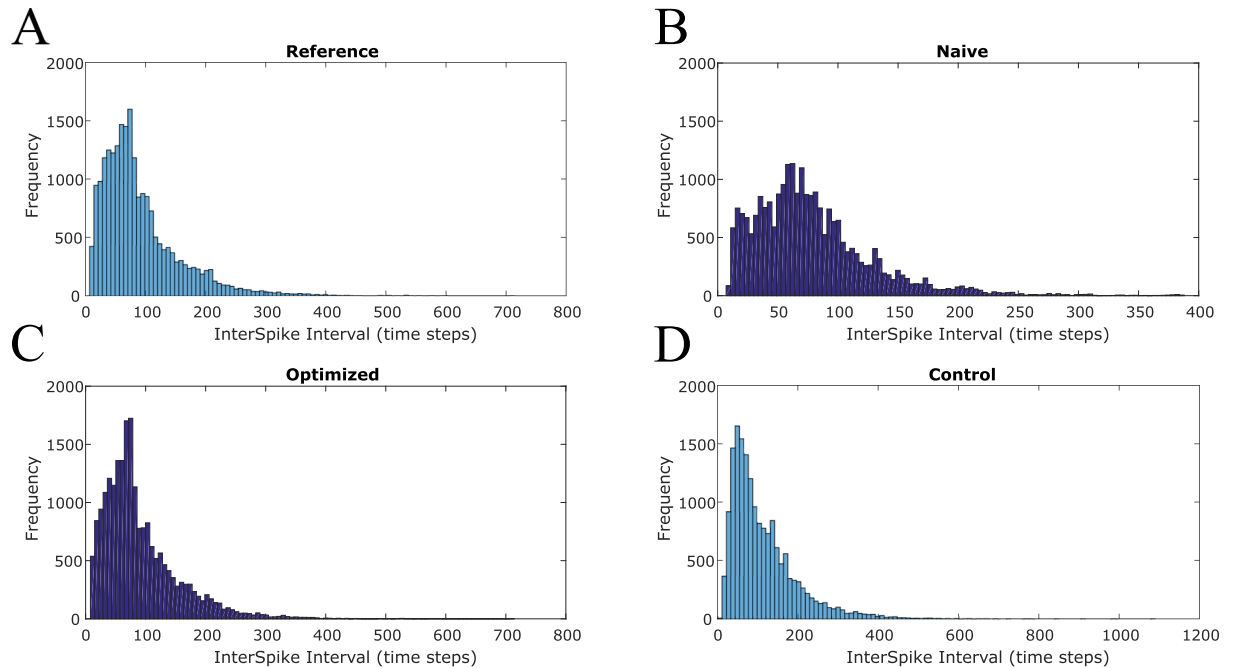 A
Reference
2000
1500
1000
500
0
Frequency
0 100 200 300 400 500 600 700 800
InterSpike Interval (time steps)
B
Naive
2000
1500
1000
500
0
Frequency
0 50 100 150 200 250 300 350 400
InterSpike Interval (time steps)
C
Optimized
2000
1500
1000
500
0
Frequency
0 100 200 300 400 500 600 700 800
InterSpike Interval (time steps)
D
Control
2000
1500
1000
500
0
Frequency
0 200 400 600 800 1000 1200
InterSpike Interval (time steps)